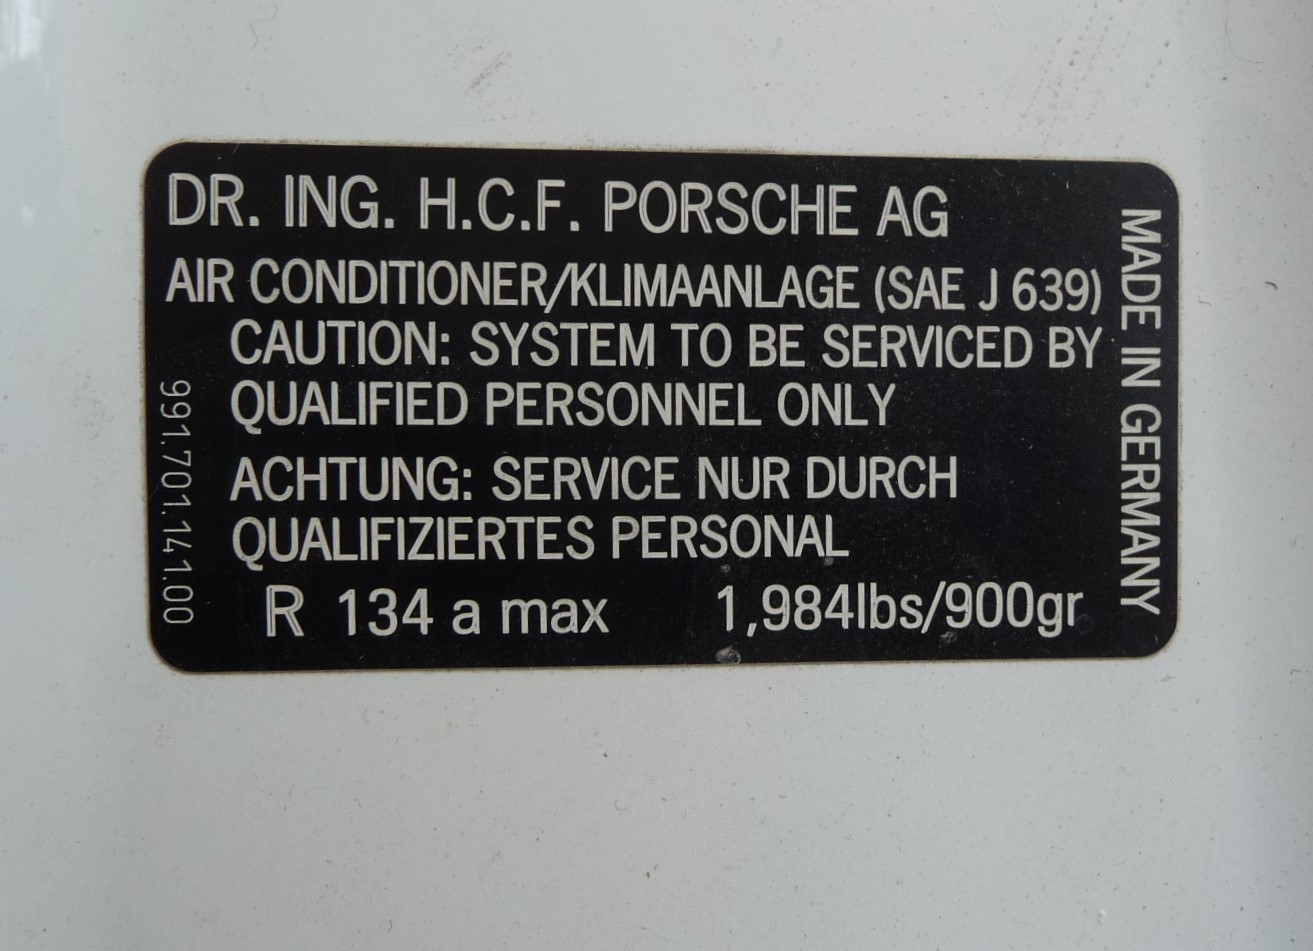 DR. ING. H.C.F. PORSCHE AG
AIR CONDITIONER/KLIMAANLAGE (SAE J 639)
CAUTION: SYSTEM TO BE SERVICED BY
QUALIFIED PERSONNEL ONLY
ACHTUNG: SERVICE NUR DURCH
QUALIFIZIERTES PERSONAL
R 134 a max 1,984lbs/900gr
991.701.141.00
MADE IN GERMANY